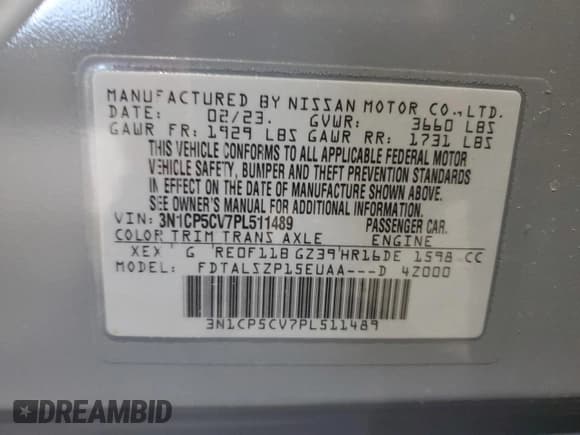 MANUFACTURED BY NISSAN MOTOR CO., LTD.
DATE: 02/23. GVWR: 3660 LBS
GAWR FR: 1929 LBS GAWR RR: 1731 LBS
THIS VEHICLE CONFORMS TO ALL APPLICABLE FEDERAL MOTOR
VEHICLE SAFETY, BUMPER AND THEFT PREVENTION STANDARDS
IN EFFECT ON THE DATE OF MANUFACTURE SHOWN ABOVE.
SEE OWNER'S MANUAL FOR ADDITIONAL INFORMATION.
VIN: 3N1CP5CV7PL511489 PASSENGER CAR.
COLOR TRIM TRANS AXLE ENGINE
XEX G RE0F11B GZ39 HR16DE 1598 CC
MODEL: FDTALSZP15EUAA---D 4Z000
3N1CP5CV7PL511489
DREAMBID